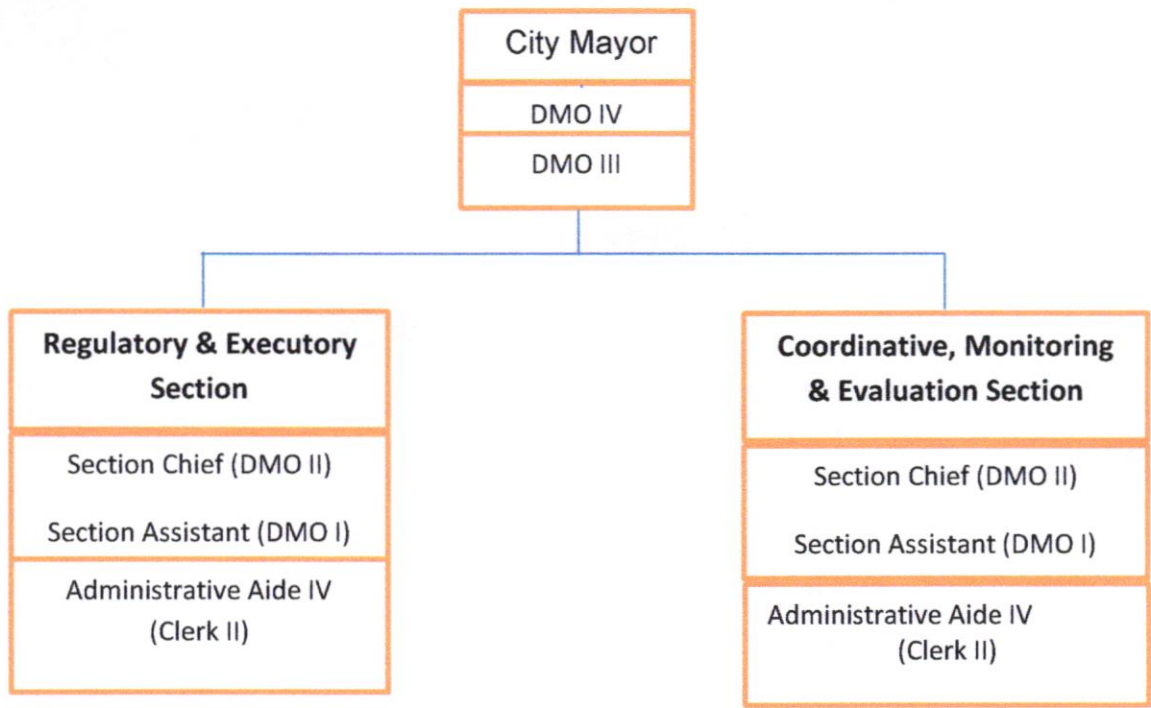 City Mayor
DMO IV
DMO III
Regulatory & Executory
Section
Section Chief (DMO II)
Section Assistant (DMO I)
Administrative Aide IV
(Clerk II)
Coordinative, Monitoring
& Evaluation Section
Section Chief (DMO II)
Section Assistant (DMO I)
Administrative Aide IV
(Clerk II)